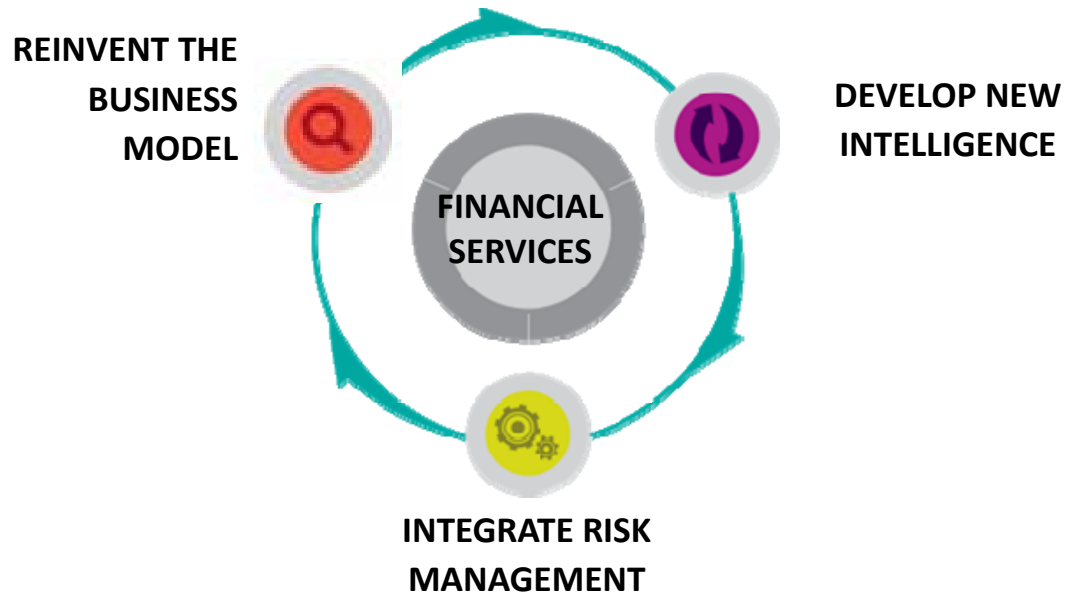 REINVENT THE
BUSINESS
MODEL
DEVELOP NEW
INTELLIGENCE
FINANCIAL
SERVICES
INTEGRATE RISK
MANAGEMENT